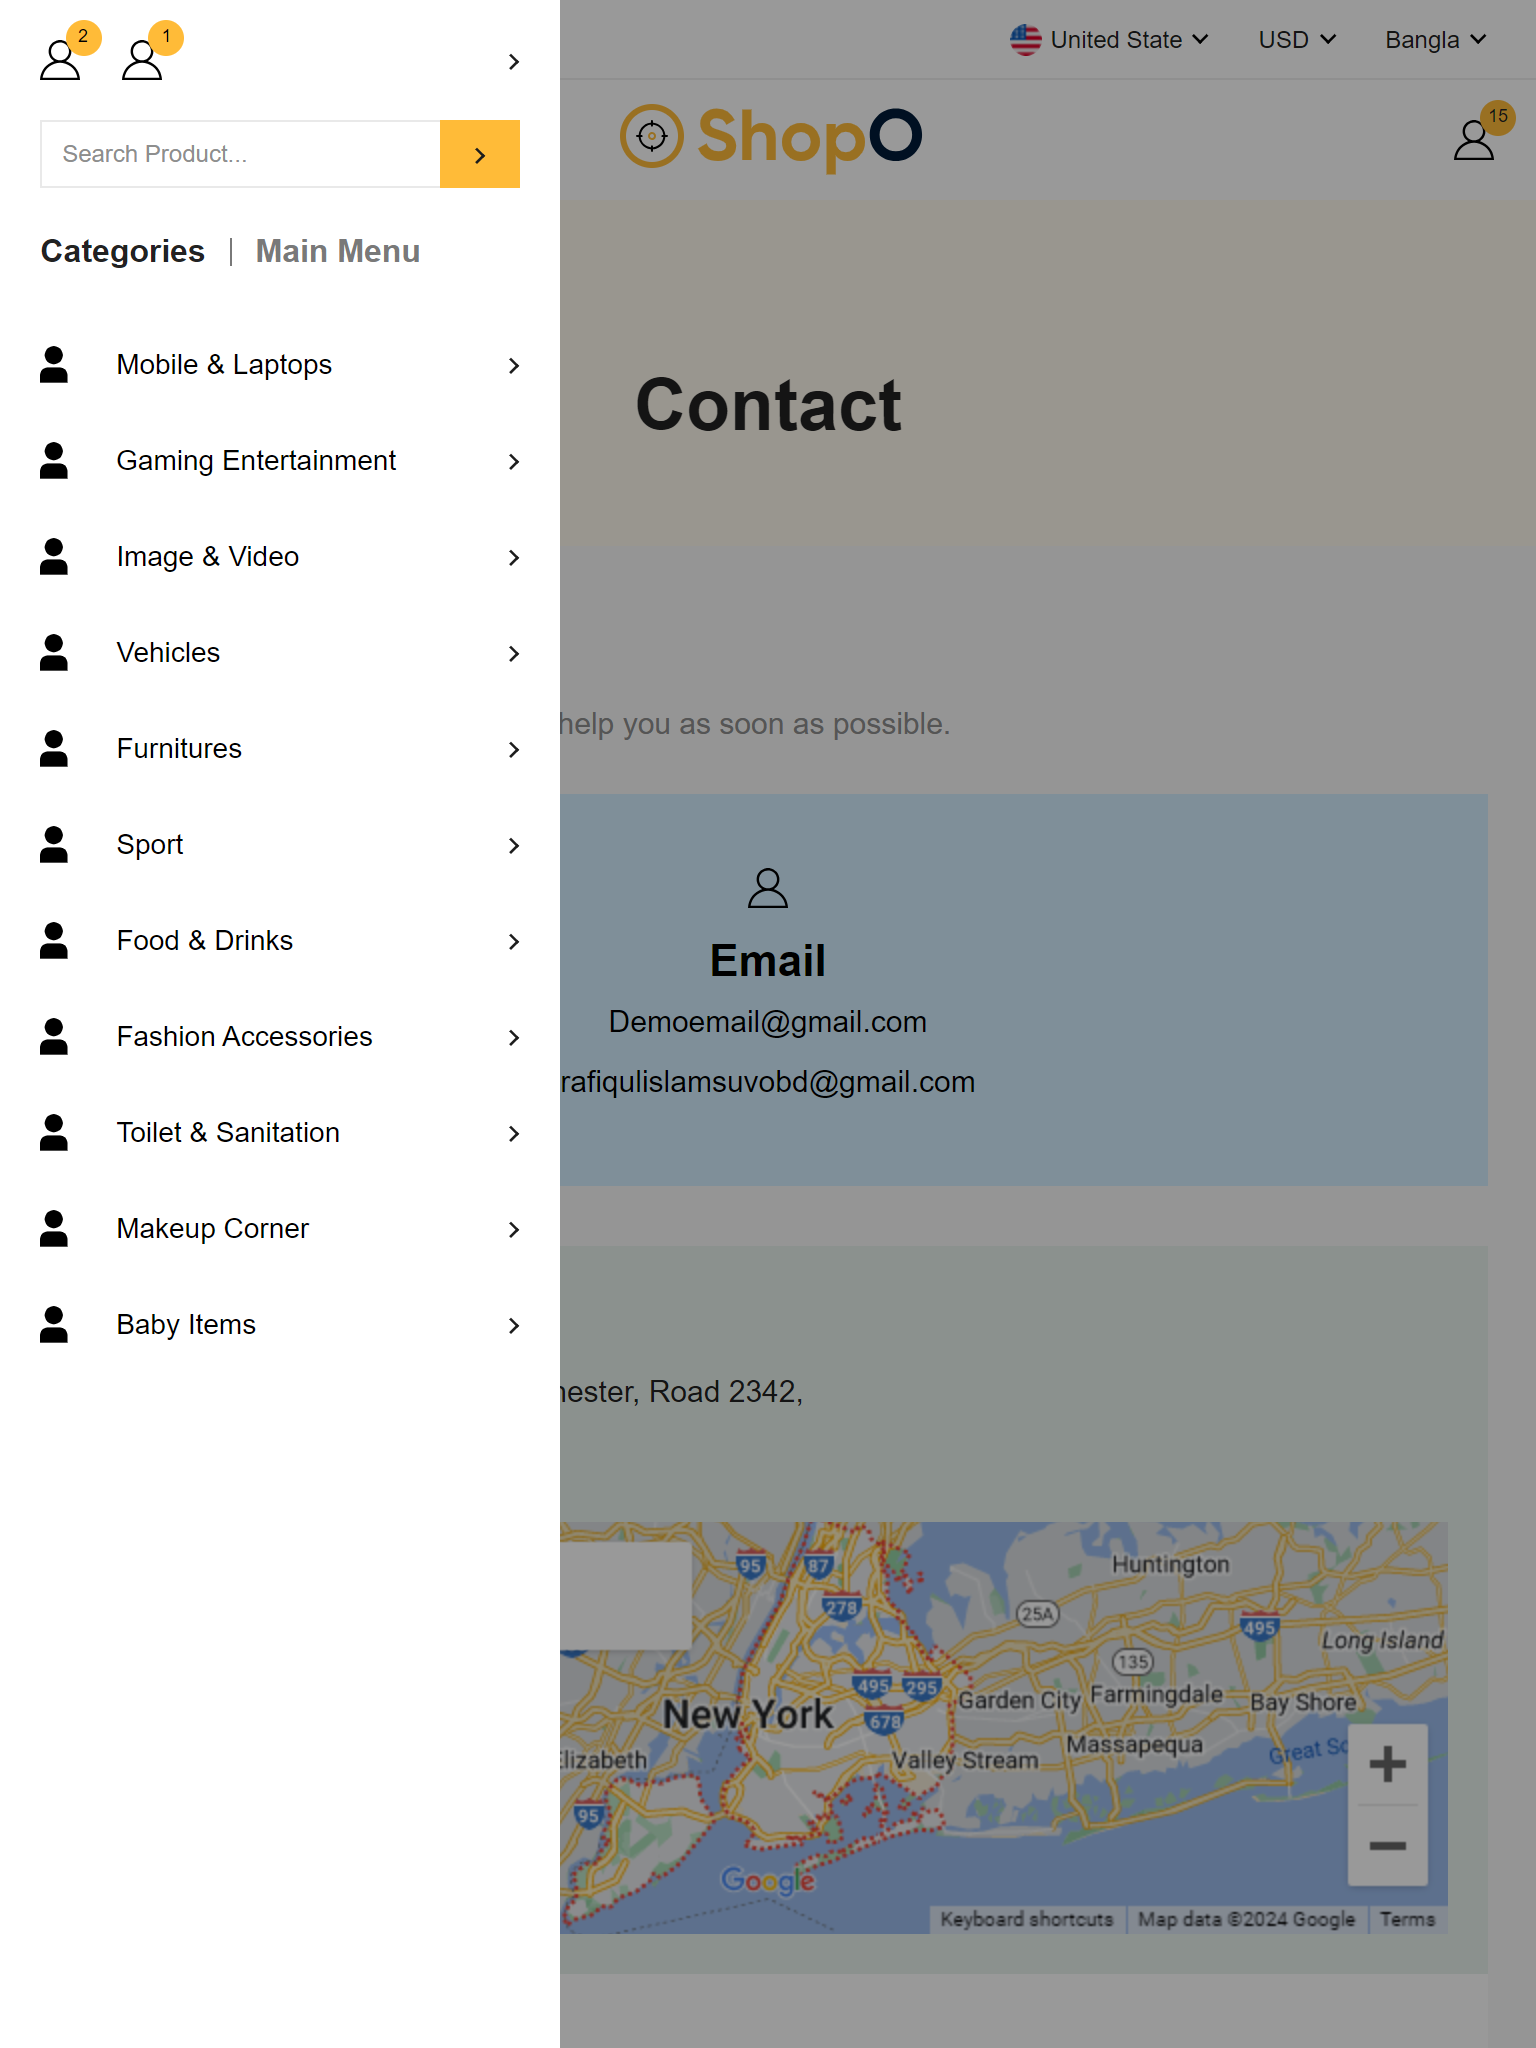 2
1
United State
USD
Bangla
Search Product...
ShopO
15
Categories
Main Menu
Contact
Mobile & Laptops
Gaming Entertainment
Image & Video
Vehicles
Furnitures
Sport
Food & Drinks
Fashion Accessories
Toilet & Sanitation
Makeup Corner
Baby Items
help you as soon as possible.
Email
Demoemail@gmail.com
rafiqulislamsuvobd@gmail.com
Road 2342,
95
87
Huntington
278
25A
495
Long Island
135
495
295
Garden City
Farmingdale
Bay Shore
New York
678
Massapequa
Valley Stream
Great
95
Google
Keyboard shortcuts
Map data ©2024 Google
Terms